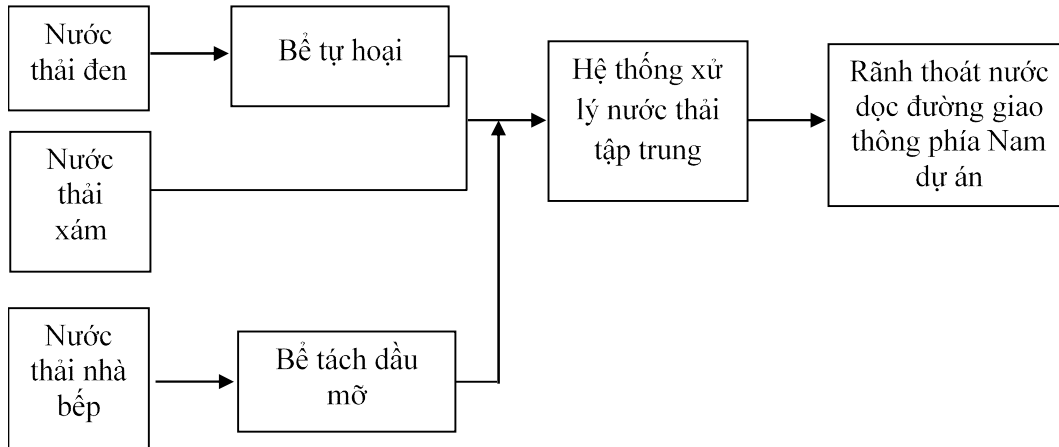 Nước
thải đen
Bể tự hoại
Hệ thống xử
lý nước thải
tập trung
Rãnh thoát nước
dọc đường giao
thông phía Nam
dự án
Nước
thải
xám
Nước
thải nhà
bếp
Bể tách dầu
mỡ